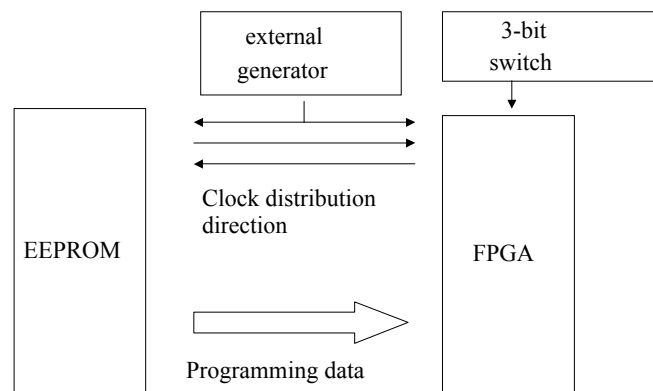 external
generator
3-bit
switch
Clock distribution
direction
EEPROM
FPGA
Programming data